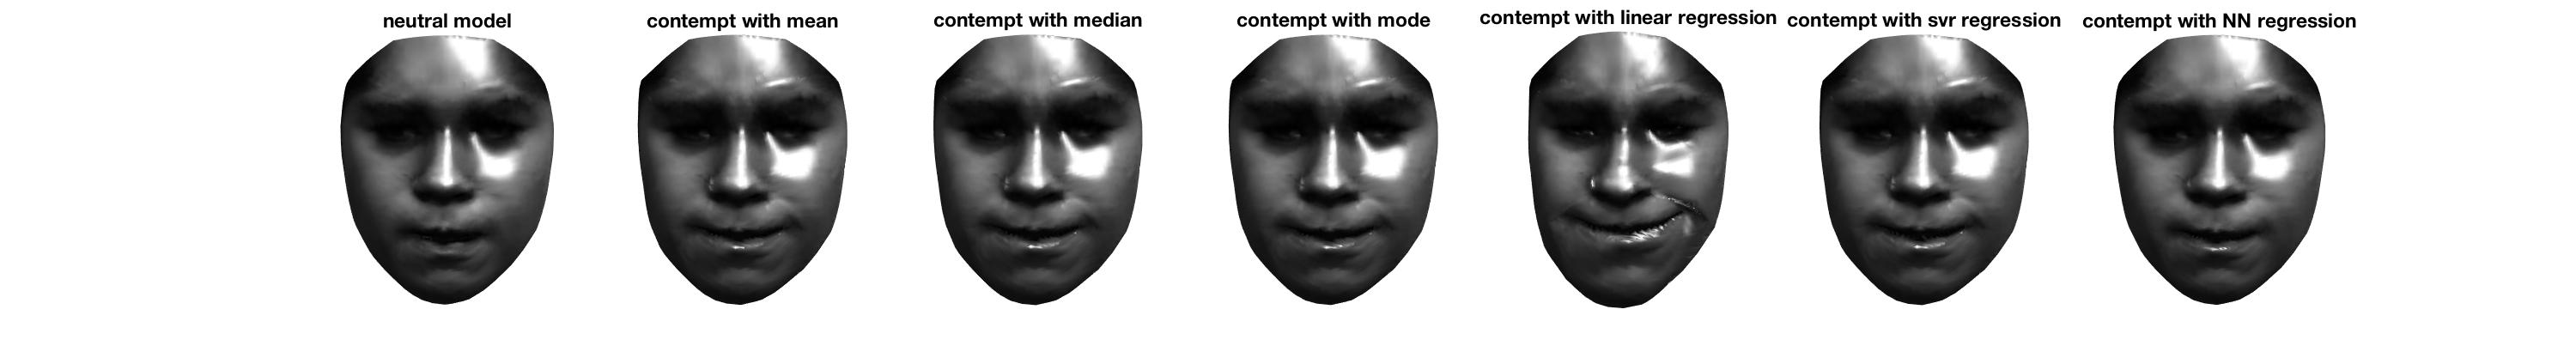 neutral model
contempt with mean
contempt with median
contempt with mode
contempt with linear regression
contempt with svr regression
contempt with NN regression